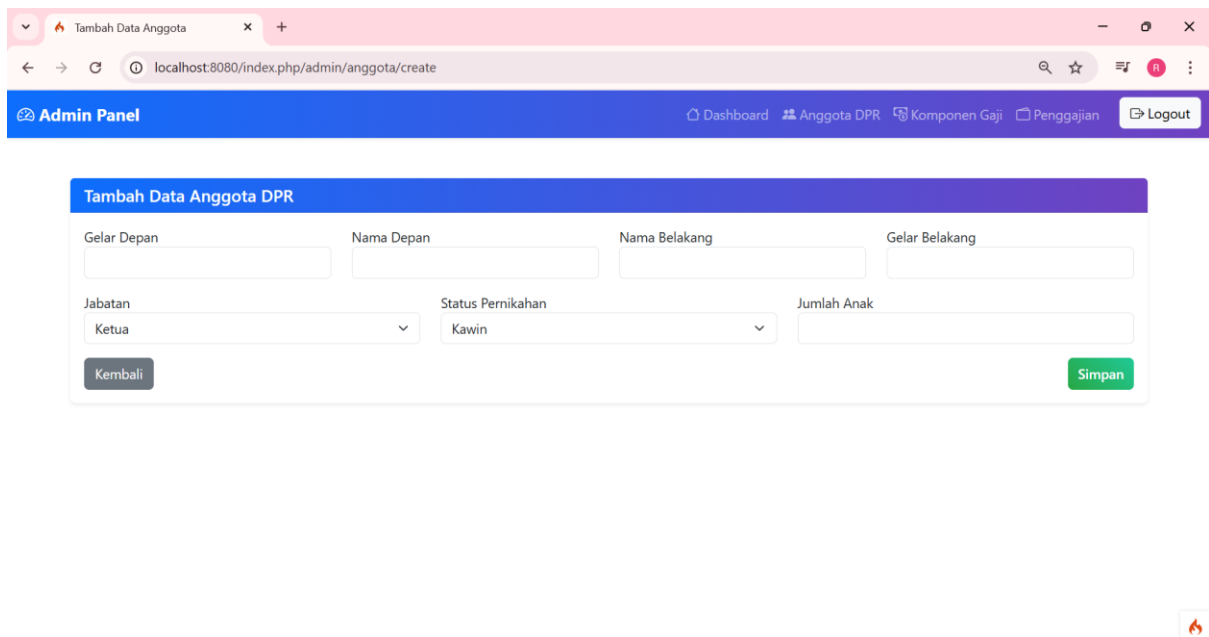 Tambah Data Anggota
localhost:8080/index.php/admin/anggota/create
R
Admin Panel
Dashboard Anggota DPR Komponen Gaji Penggajian Logout
Tambah Data Anggota DPR
Gelar Depan Nama Depan Nama Belakang Gelar Belakang
Jabatan Status Pernikahan Jumlah Anak
Ketua Kawin
Kembali Simpan